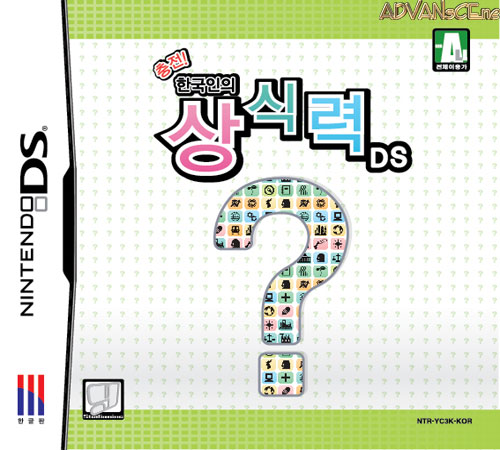 ADVANsCEne
전체이용가
충전!
한국인의
상식력 DS
NINTENDO DS
한글판
NTR-YC3K-KOR